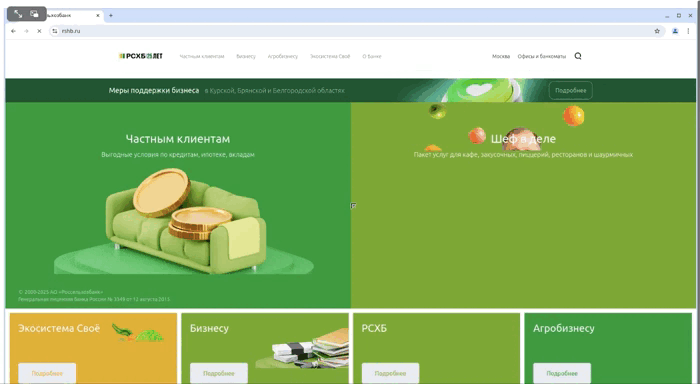 rshb.ru
РСХБ 25 ЛЕТ
Частным клиентам Бизнесу Агробизнесу Экосистема Своё О Банке
Москва Офисы и банкоматы
Меры поддержки бизнеса в Курской, Брянской и Белгородской областях Подробнее
Частным клиентам
Выгодные условия по кредитам, ипотеке, вкладам
Шеф в деле
Пакет услуг для кафе, закусочных, пиццерий, ресторанов и шаурмичных
© 2000-2025 АО «Россельхозбанк»
Генеральная лицензия Банка России № 3349 от 12 августа 2015
Экосистема Своё
Подробнее
Бизнесу
Подробнее
РСХБ
Подробнее
Агробизнесу
Подробнее